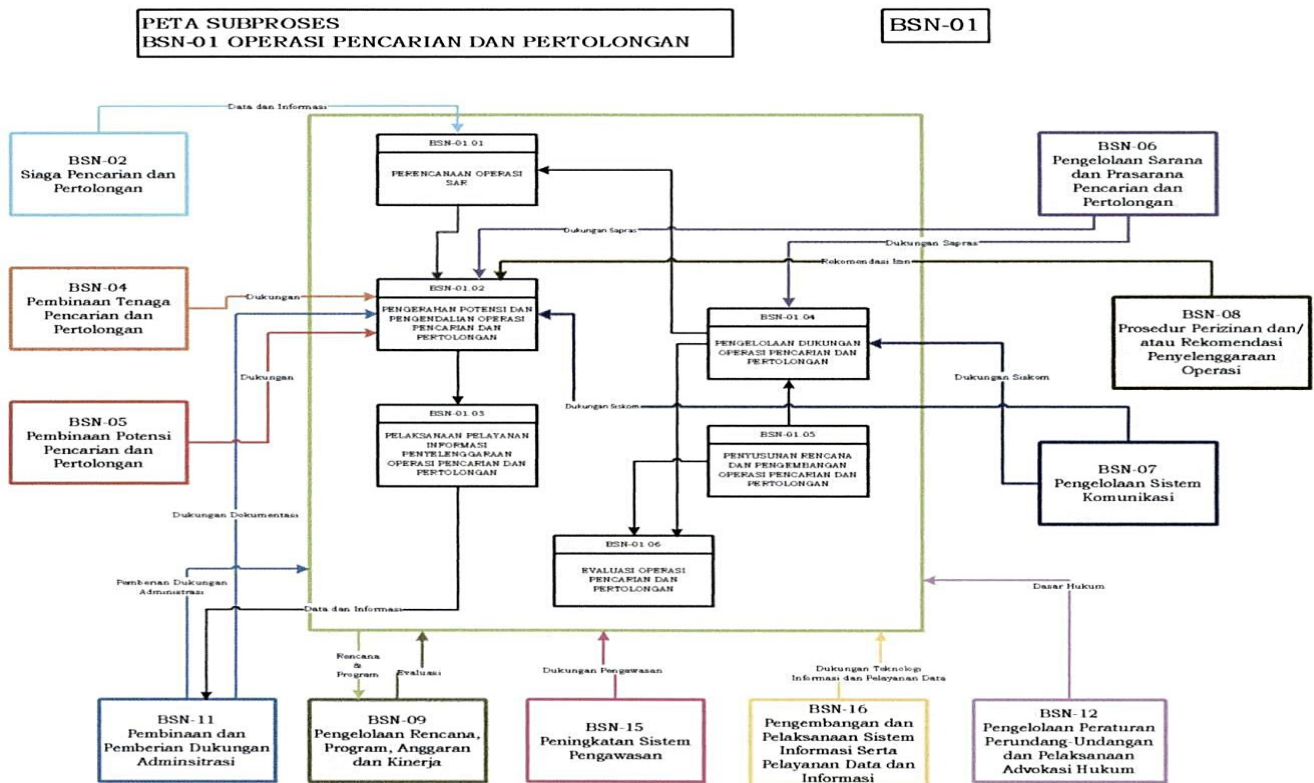 PETA SUBPROSES
BSN-01 OPERASI PENCARIAN DAN PERTOLONGAN
BSN-01
Data dan Informasi
BSN-02
Siaga Pencarian dan
Pertolongan
BSN-01.01
PERENCANAAN OPERASI
SAR
BSN-06
Pengelolaan Sarana
dan Prasarana
Pencarian dan
Pertolongan
Dukungan Sapras
Dukungan Sapras
Rekomendasi Izin
BSN-04
Pembinaan Tenaga
Pencarian dan
Pertolongan
Dukungan
BSN-01.02
PENGERAHAN POTENSI DAN
PENGENDALIAN OPERASI
PENCARIAN DAN
PERTOLONGAN
BSN-01.04
PENGELOLAAN DUKUNGAN
OPERASI PENCARIAN DAN
PERTOLONGAN
BSN-08
Prosedur Perizinan dan/
atau Rekomendasi
Penyelenggaraan
Operasi
Dukungan
Dukungan Siskom
Dukungan Siskom
BSN-05
Pembinaan Potensi
Pencarian dan
Pertolongan
BSN-01.03
PELAKSANAAN PELAYANAN
INFORMASI
PENYELENGGARAAN
OPERASI PENCARIAN DAN
PERTOLONGAN
BSN-01.05
PENYUSUNAN RENCANA
DAN PENGEMBANGAN
OPERASI PENCARIAN DAN
PERTOLONGAN
BSN-07
Pengelolaan Sistem
Komunikasi
Dukungan Dokumentasi
BSN-01.06
EVALUASI OPERASI
PENCARIAN DAN
PERTOLONGAN
Pemberian Dukungan
Administrasi
Data dan Informasi
Dasar Hukum
Rencana
&
Program
Evaluasi
Dukungan Pengawasan
Dukungan Teknologi
Informasi dan Pelayanan Data
BSN-11
Pembinaan dan
Pemberian Dukungan
Adminsitrasi
BSN-09
Pengelolaan Rencana,
Program, Anggaran
dan Kinerja
BSN-15
Peningkatan Sistem
Pengawasan
BSN-16
Pengembangan dan
Pelaksanaan Sistem
Informasi Serta
Pelayanan Data dan
Informasi
BSN-12
Pengelolaan Peraturan
Perundang-Undangan
dan Pelaksanaan
Advokasi Hukum